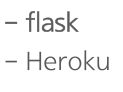 - flask
- Heroku